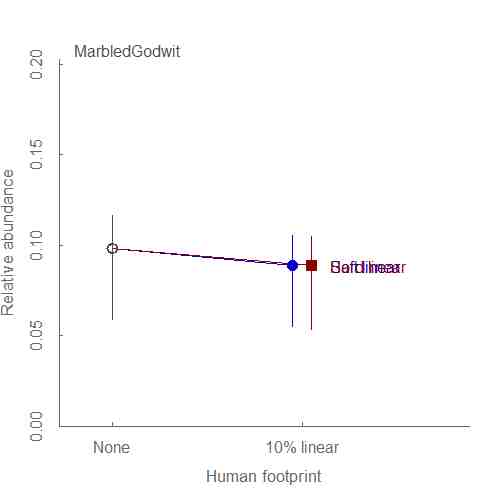 MarbledGodwit
0.20
0.15
0.10
0.05
0.00
Relative abundance
None
10% linear
Human footprint